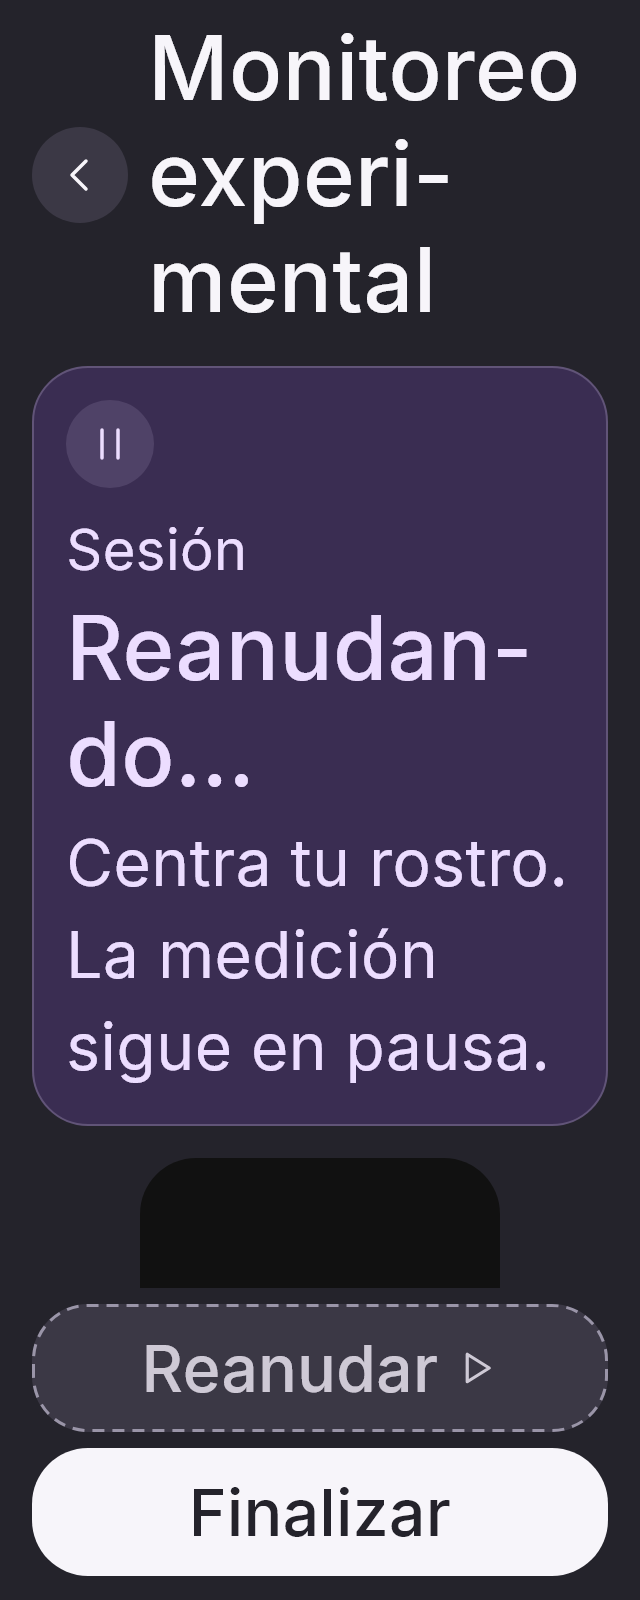 Monitoreo
experi-
mental
Sesión
Reanudan-
do...
Centra tu rostro.
La medición
sigue en pausa.
Reanudar
Finalizar